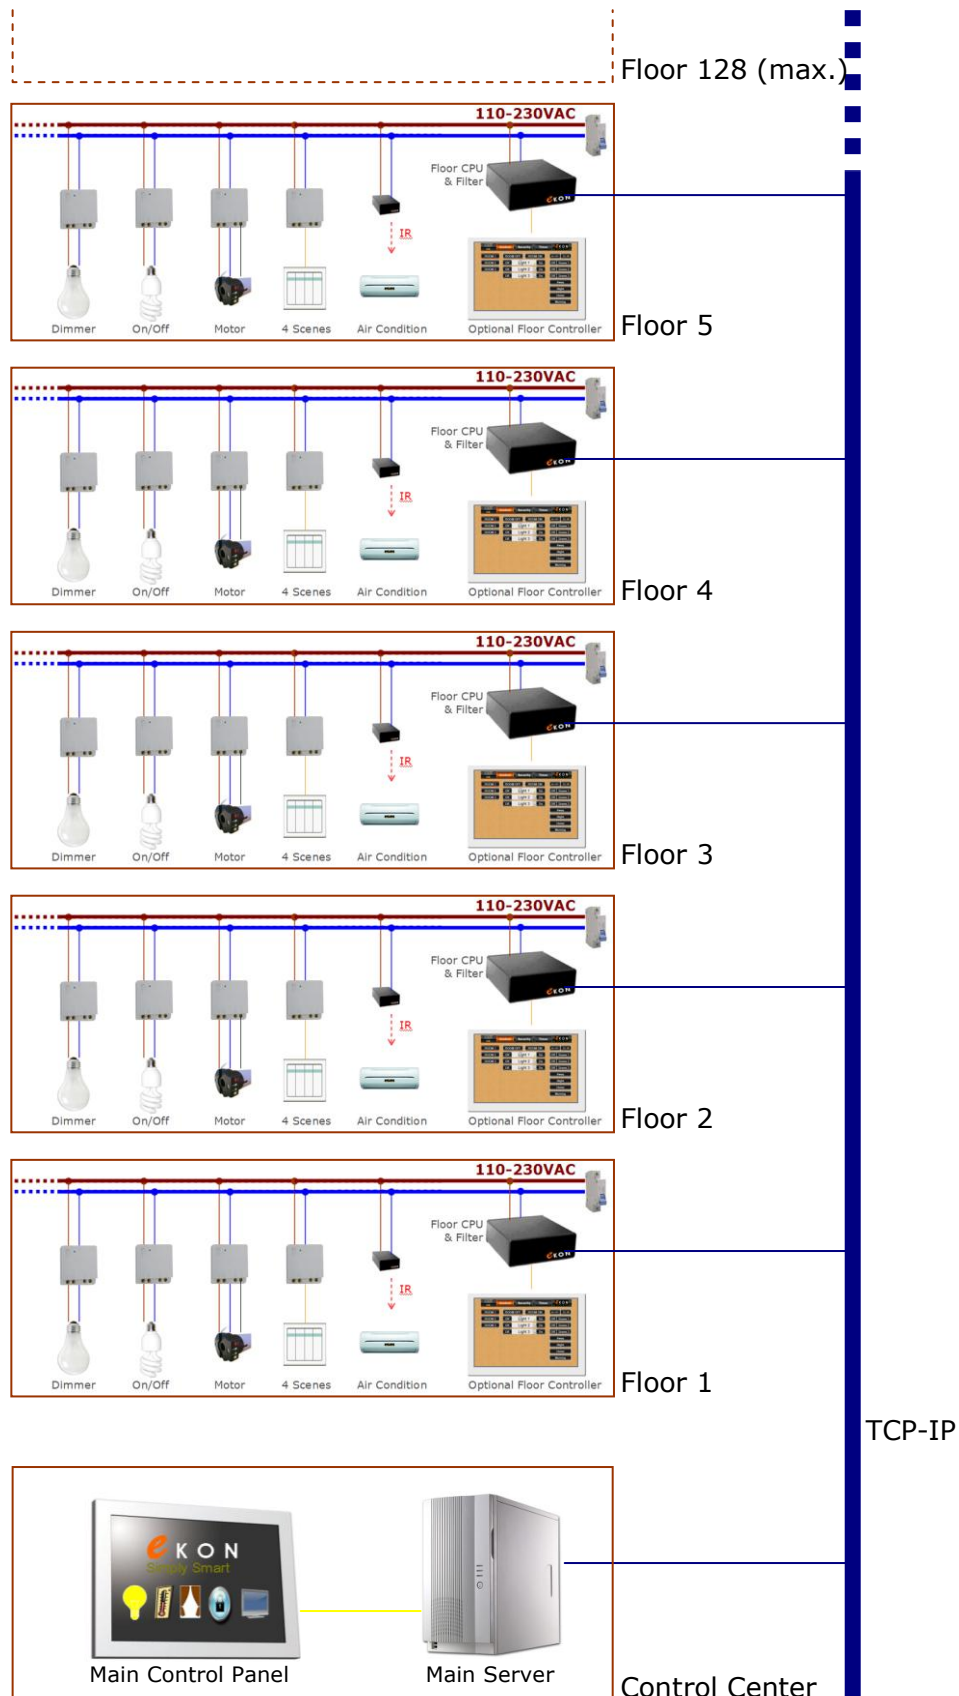 Floor 128 (max.)
110-230VAC
Floor CPU
& Filter
eKON
IR
Dimmer On/Off Motor 4 Scenes Air Condition Optional Floor Controller
Floor 5
110-230VAC
Floor CPU
& Filter
eKON
IR
Dimmer On/Off Motor 4 Scenes Air Condition Optional Floor Controller
Floor 4
110-230VAC
Floor CPU
& Filter
eKON
IR
Dimmer On/Off Motor 4 Scenes Air Condition Optional Floor Controller
Floor 3
110-230VAC
Floor CPU
& Filter
eKON
IR
Dimmer On/Off Motor 4 Scenes Air Condition Optional Floor Controller
Floor 2
110-230VAC
Floor CPU
& Filter
eKON
IR
Dimmer On/Off Motor 4 Scenes Air Condition Optional Floor Controller
Floor 1
TCP-IP
eKON
Simply Smart
Main Control Panel Main Server
Control Center